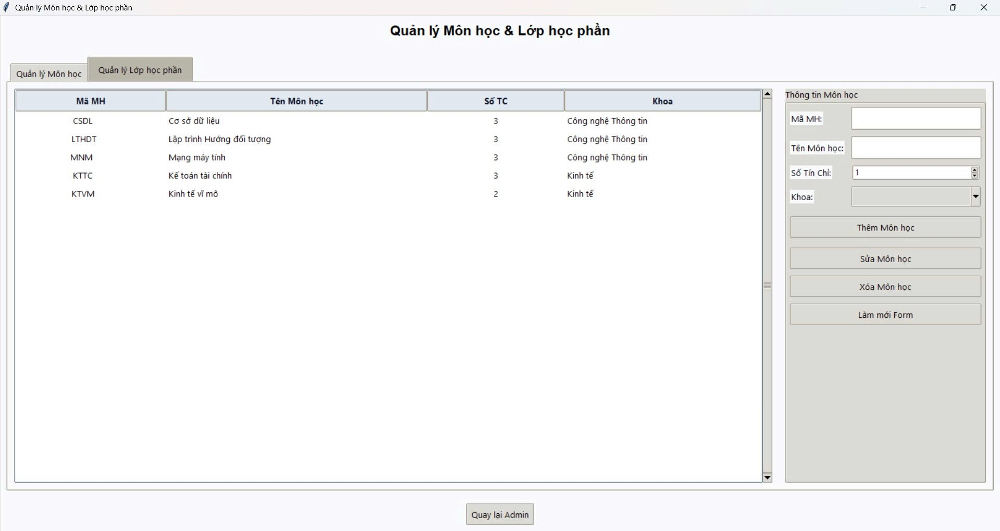 Quản lý Môn học & Lớp học phần
Quản lý Môn học & Lớp học phần
Quản lý Môn học
Quản lý Lớp học phần
Mã MH Tên Môn học Số TC Khoa
CSDL Cơ sở dữ liệu 3 Công nghệ Thông tin
LTHDT Lập trình Hướng đối tượng 3 Công nghệ Thông tin
MNM Mạng máy tính 3 Công nghệ Thông tin
KTTC Kế toán tài chính 3 Kinh tế
KTVM Kinh tế vĩ mô 2 Kinh tế
Thông tin Môn học
Mã MH:
Tên Môn học:
Số Tín Chỉ: 1
Khoa:
Thêm Môn học
Sửa Môn học
Xóa Môn học
Làm mới Form
Quay lại Admin